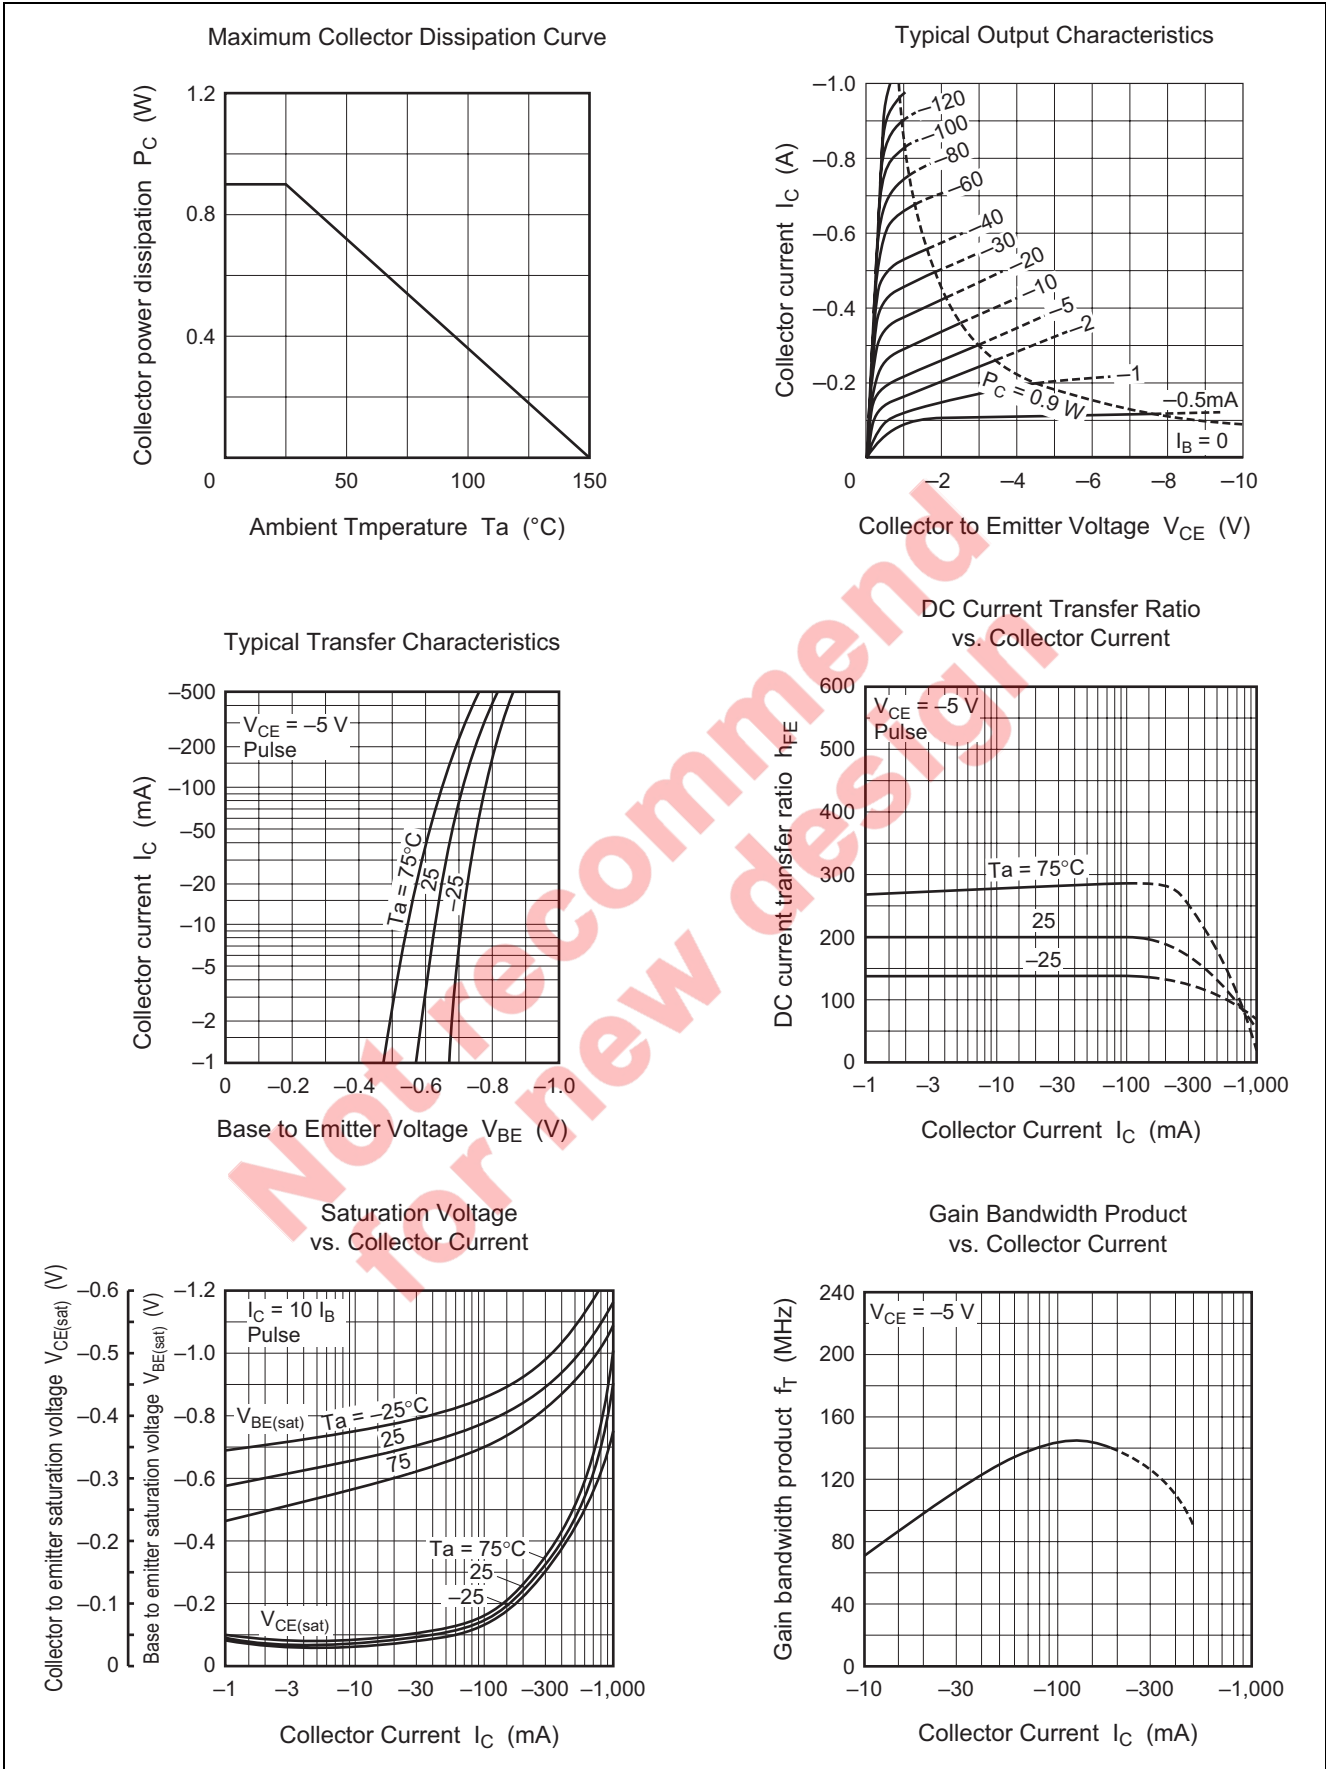 Maximum Collector Dissipation Curve
Collector power dissipation PC (W)
1.2
0.8
0.4
0 50 100 150
Ambient Tmperature Ta (°C)
Typical Output Characteristics
Collector current IC (A)
–1.0
–0.8
–0.6
–0.4
–0.2
–120
–100
–80
–60
–40
–30
–20
–10
–5
–2
–1
–0.5mA
PC = 0.9 W
IB = 0
0 –2 –4 –6 –8 –10
Collector to Emitter Voltage VCE (V)
Typical Transfer Characteristics
Collector current IC (mA)
–500
–200
–100
–50
–20
–10
–5
–2
–1
VCE = –5 V
Pulse
Ta = 75°C
25
–25
0 –0.2 –0.4 –0.6 –0.8 –1.0
Base to Emitter Voltage VBE (V)
DC Current Transfer Ratio
vs. Collector Current
DC current transfer ratio hFE
600
500
400
300
200
100
0
VCE = –5 V
Pulse
Ta = 75°C
25
–25
–1 –3 –10 –30 –100 –300 –1,000
Collector Current IC (mA)
Saturation Voltage
vs. Collector Current
Collector to emitter saturation voltage VCE(sat) (V)
–0.6
–0.5
–0.4
–0.3
–0.2
–0.1
0
Base to emitter saturation voltage VBE(sat) (V)
–1.2
–1.0
–0.8
–0.6
–0.4
–0.2
0
IC = 10 IB
Pulse
VBE(sat)
Ta = –25°C
25
75
Ta = 75°C
25
–25
VCE(sat)
–1 –3 –10 –30 –100 –300 –1,000
Collector Current IC (mA)
Gain Bandwidth Product
vs. Collector Current
Gain bandwidth product fT (MHz)
240
200
160
120
80
40
0
VCE = –5 V
–10 –30 –100 –300 –1,000
Collector Current IC (mA)
Not recommend
for new design